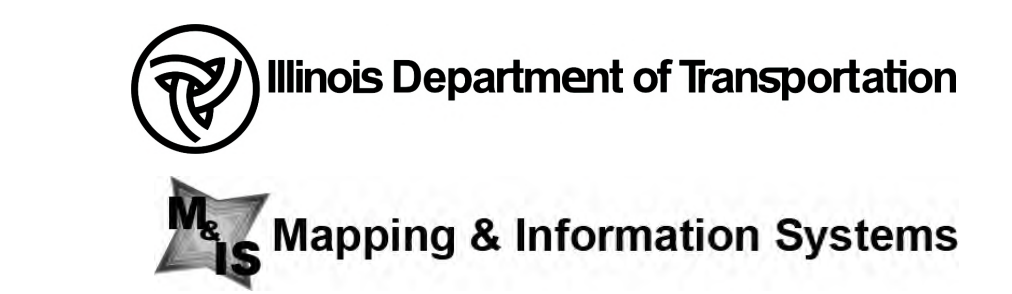 Illinois Department of Transportation
M&IS Mapping & Information Systems